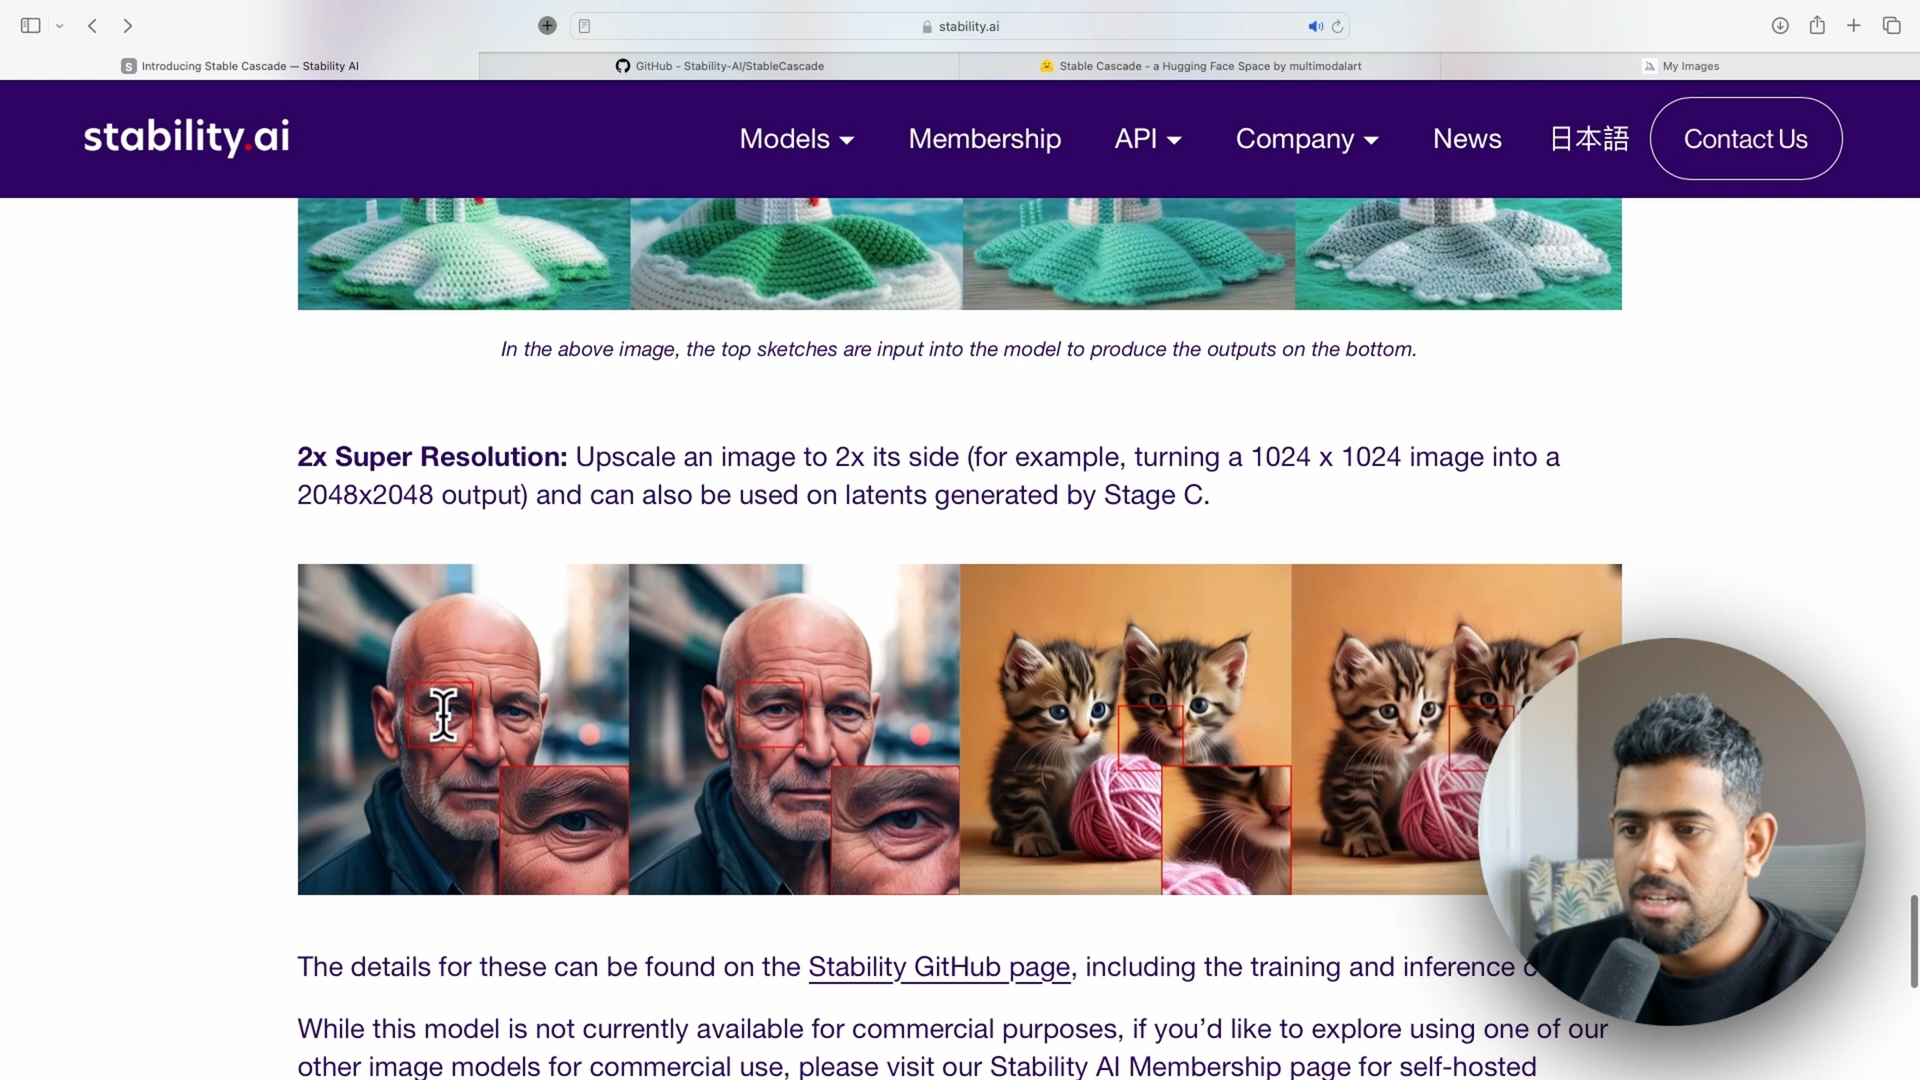 stability.ai
Introducing Stable Cascade — Stability AI
GitHub - Stability-AI/StableCascade
Stable Cascade - a Hugging Face Space by multimodalart
My Images
stability.ai
Models
Membership
API
Company
News
日本語
Contact Us
In the above image, the top sketches are input into the model to produce the outputs on the bottom.
2x Super Resolution: Upscale an image to 2x its side (for example, turning a 1024 x 1024 image into a
2048x2048 output) and can also be used on latents generated by Stage C.
The details for these can be found on the Stability GitHub page, including the training and inference
While this model is not currently available for commercial purposes, if you’d like to explore using one of our
other image models for commercial use, please visit our Stability AI Membership page for self-hosted